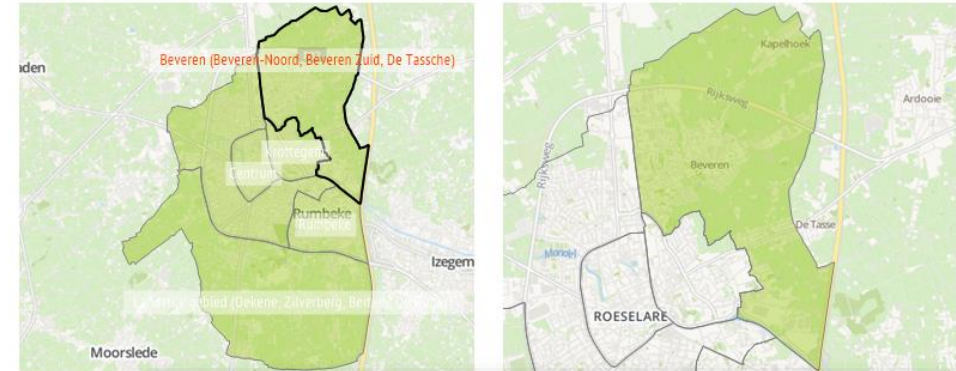 Beveren (Beveren-Noord, Beveren Zuid, De Tassche)
aden
Krottegem
Centrum
Rumbeke
Rumbeke
Izegem
Moorslede
Kapelhoek
Rijksweg
Ardooie
Rijksweg
Beveren
De Tasse
Mandel
ROESELARE